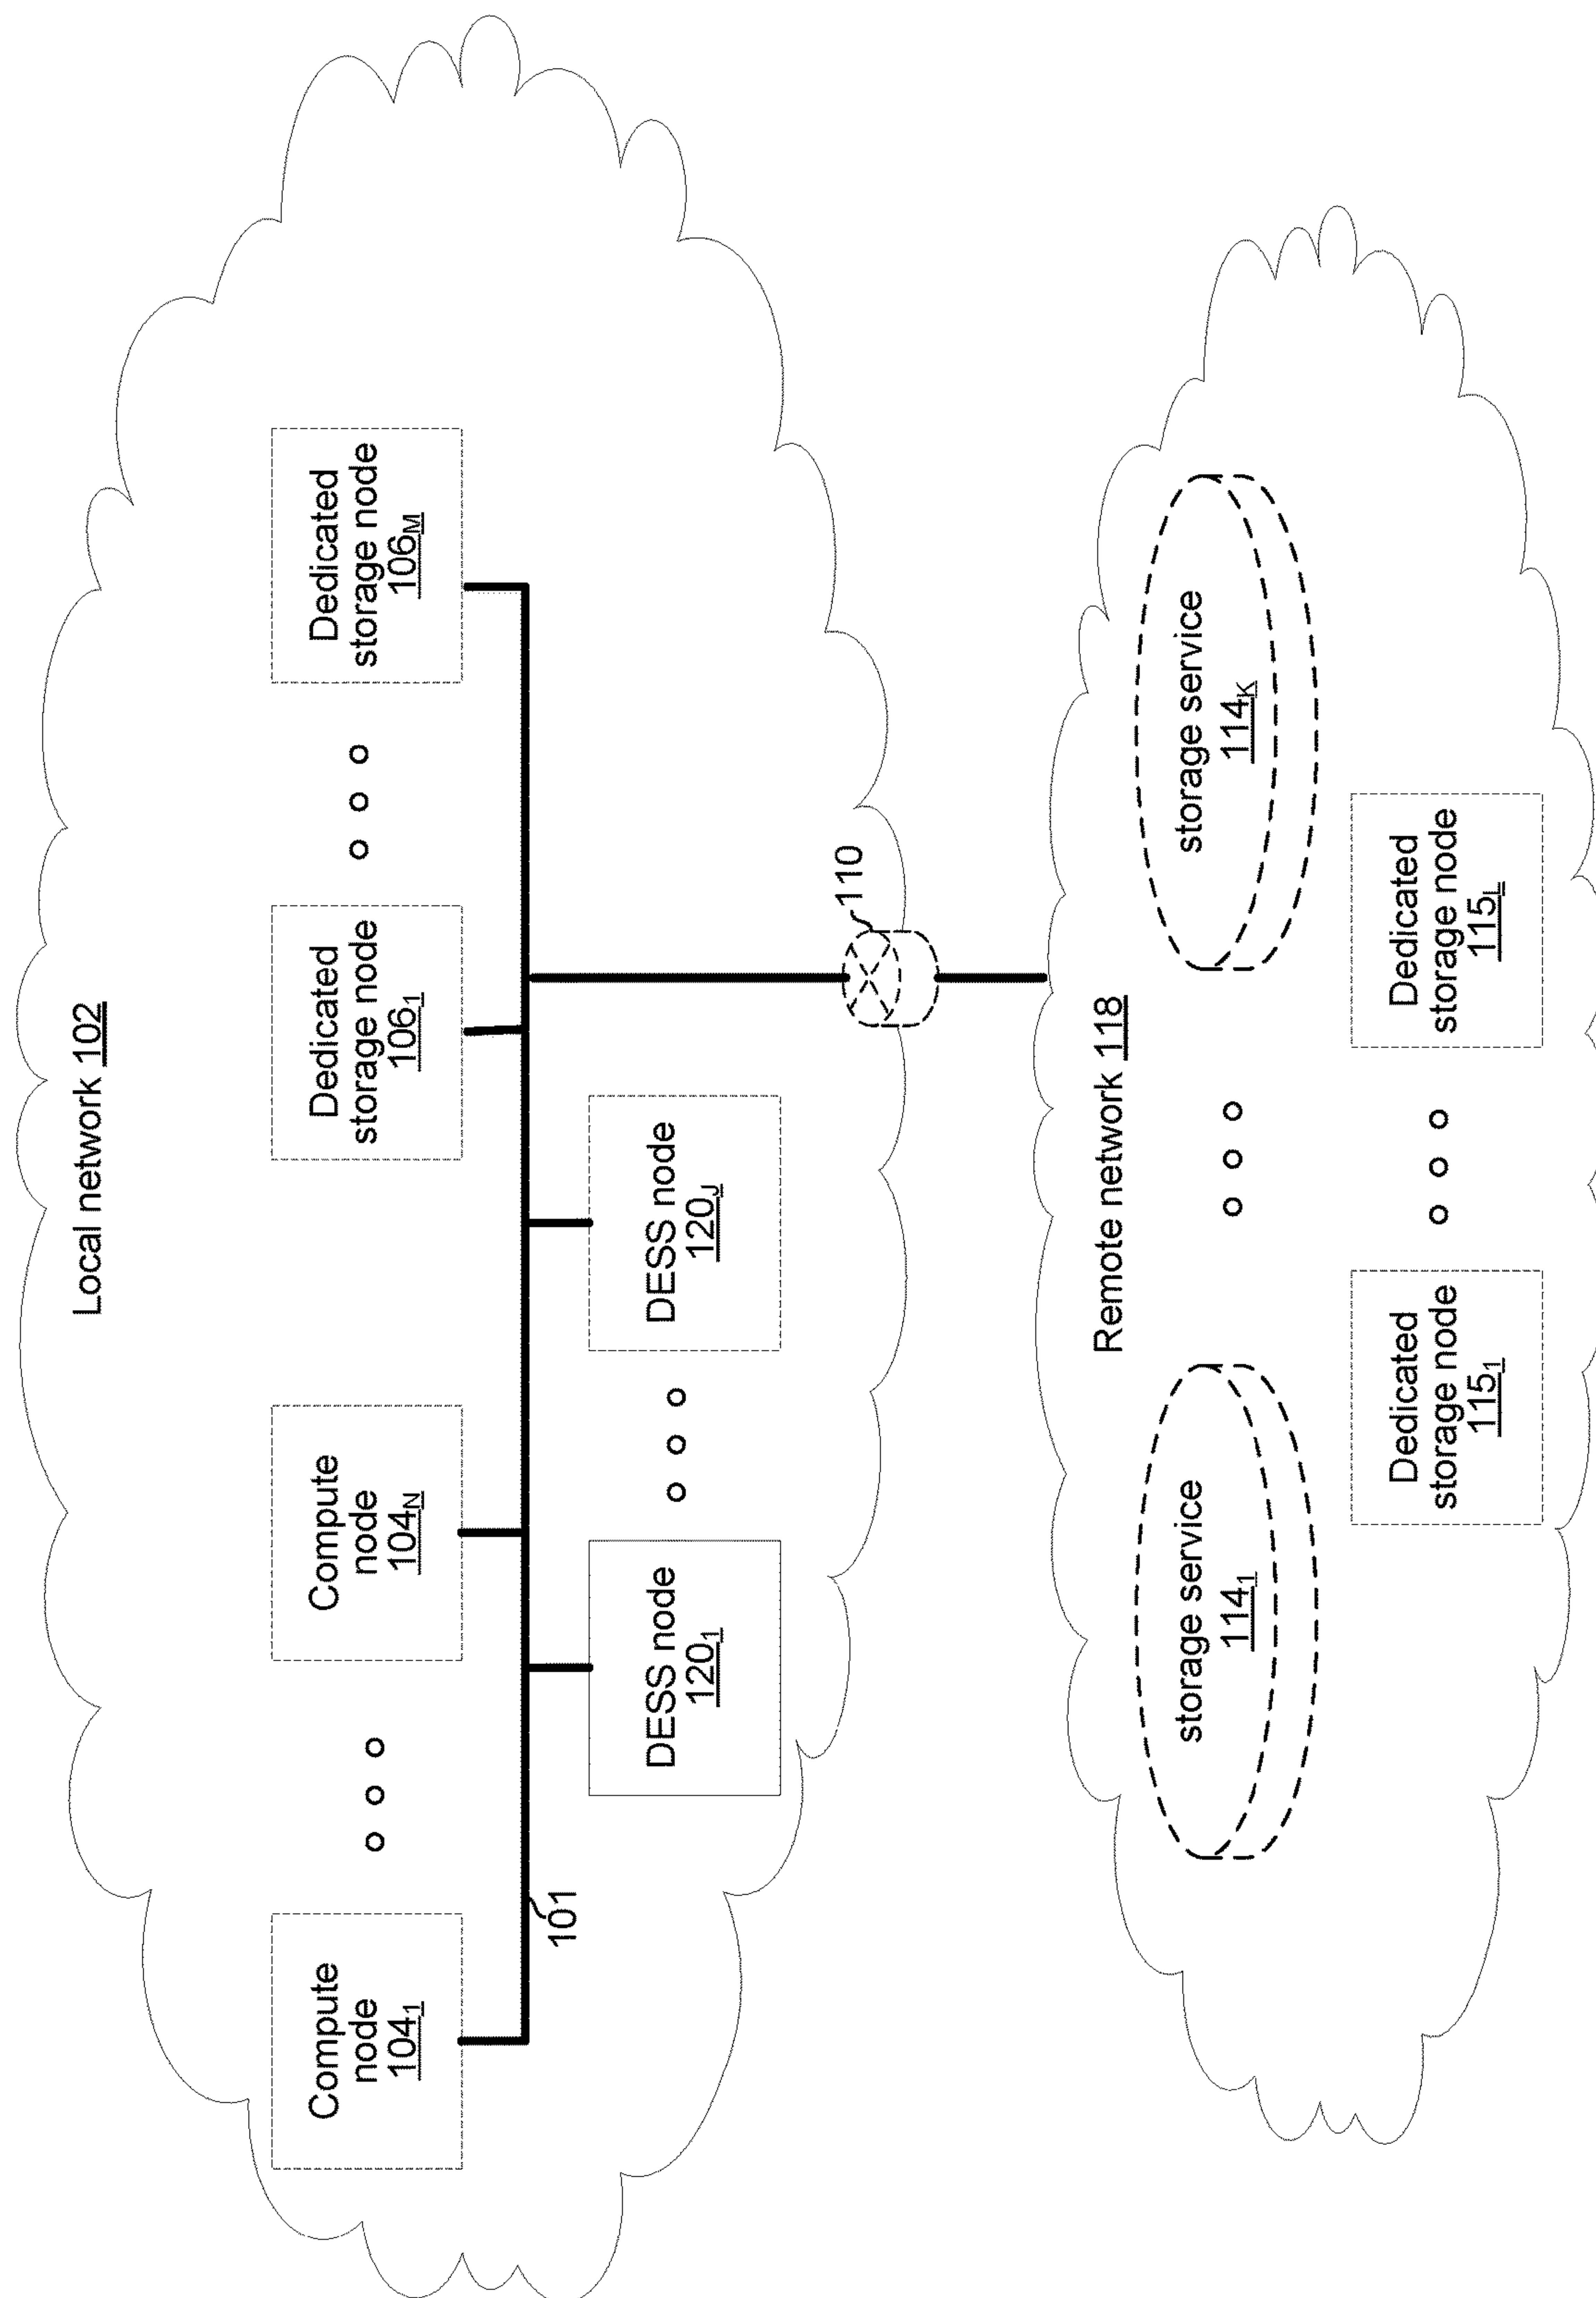 Local network 102
Compute
node
104₁
Compute
node
104N
Dedicated
storage node
106₁
Dedicated
storage node
106M
101
DESS node
120₁
DESS node
120J
110
Remote network 118
storage service
114₁
storage service
114K
Dedicated
storage node
115₁
Dedicated
storage node
115L